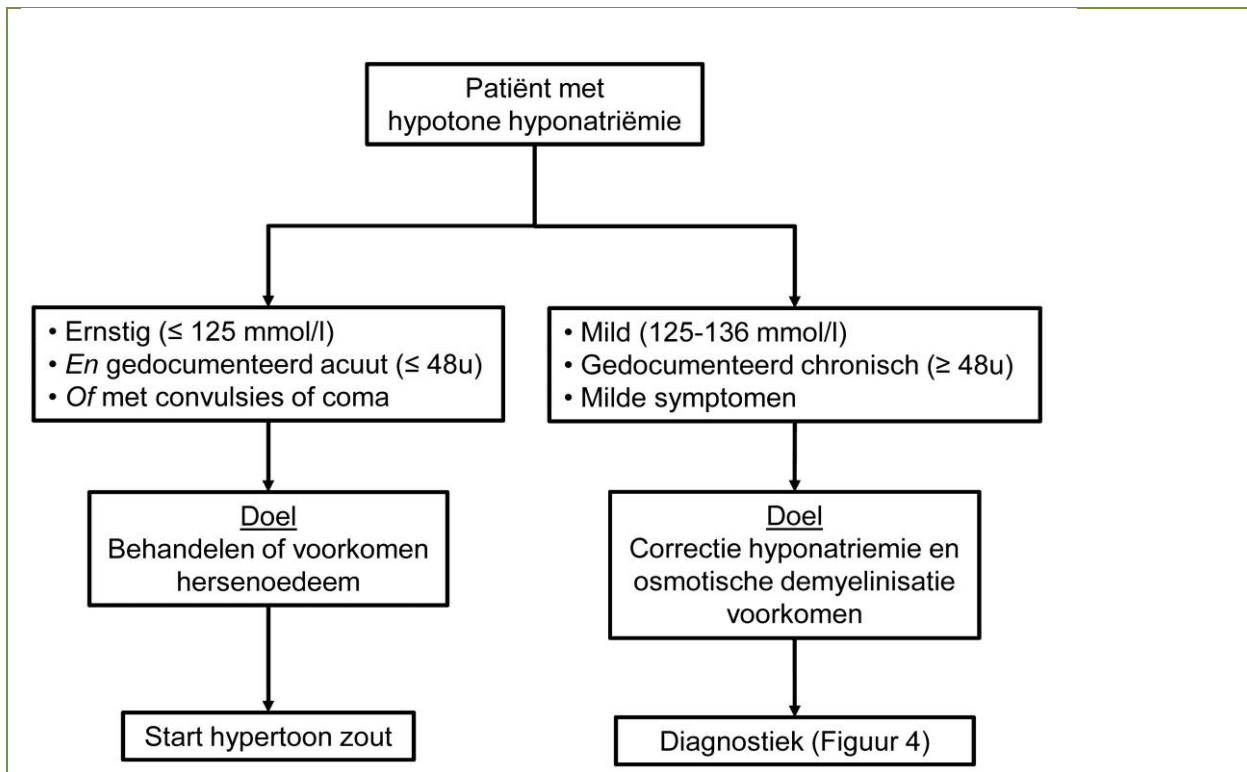 Patiënt met
hypotone hyponatriëmie
• Ernstig (≤ 125 mmol/l)
• En gedocumenteerd acuut (≤ 48u)
• Of met convulsies of coma
• Mild (125-136 mmol/l)
• Gedocumenteerd chronisch (≥ 48u)
• Milde symptomen
Doel
Behandelen of voorkomen
hersenoedeem
Doel
Correctie hyponatriemie en
osmotische demyelinisatie
voorkomen
Start hypertoon zout
Diagnostiek (Figuur 4)